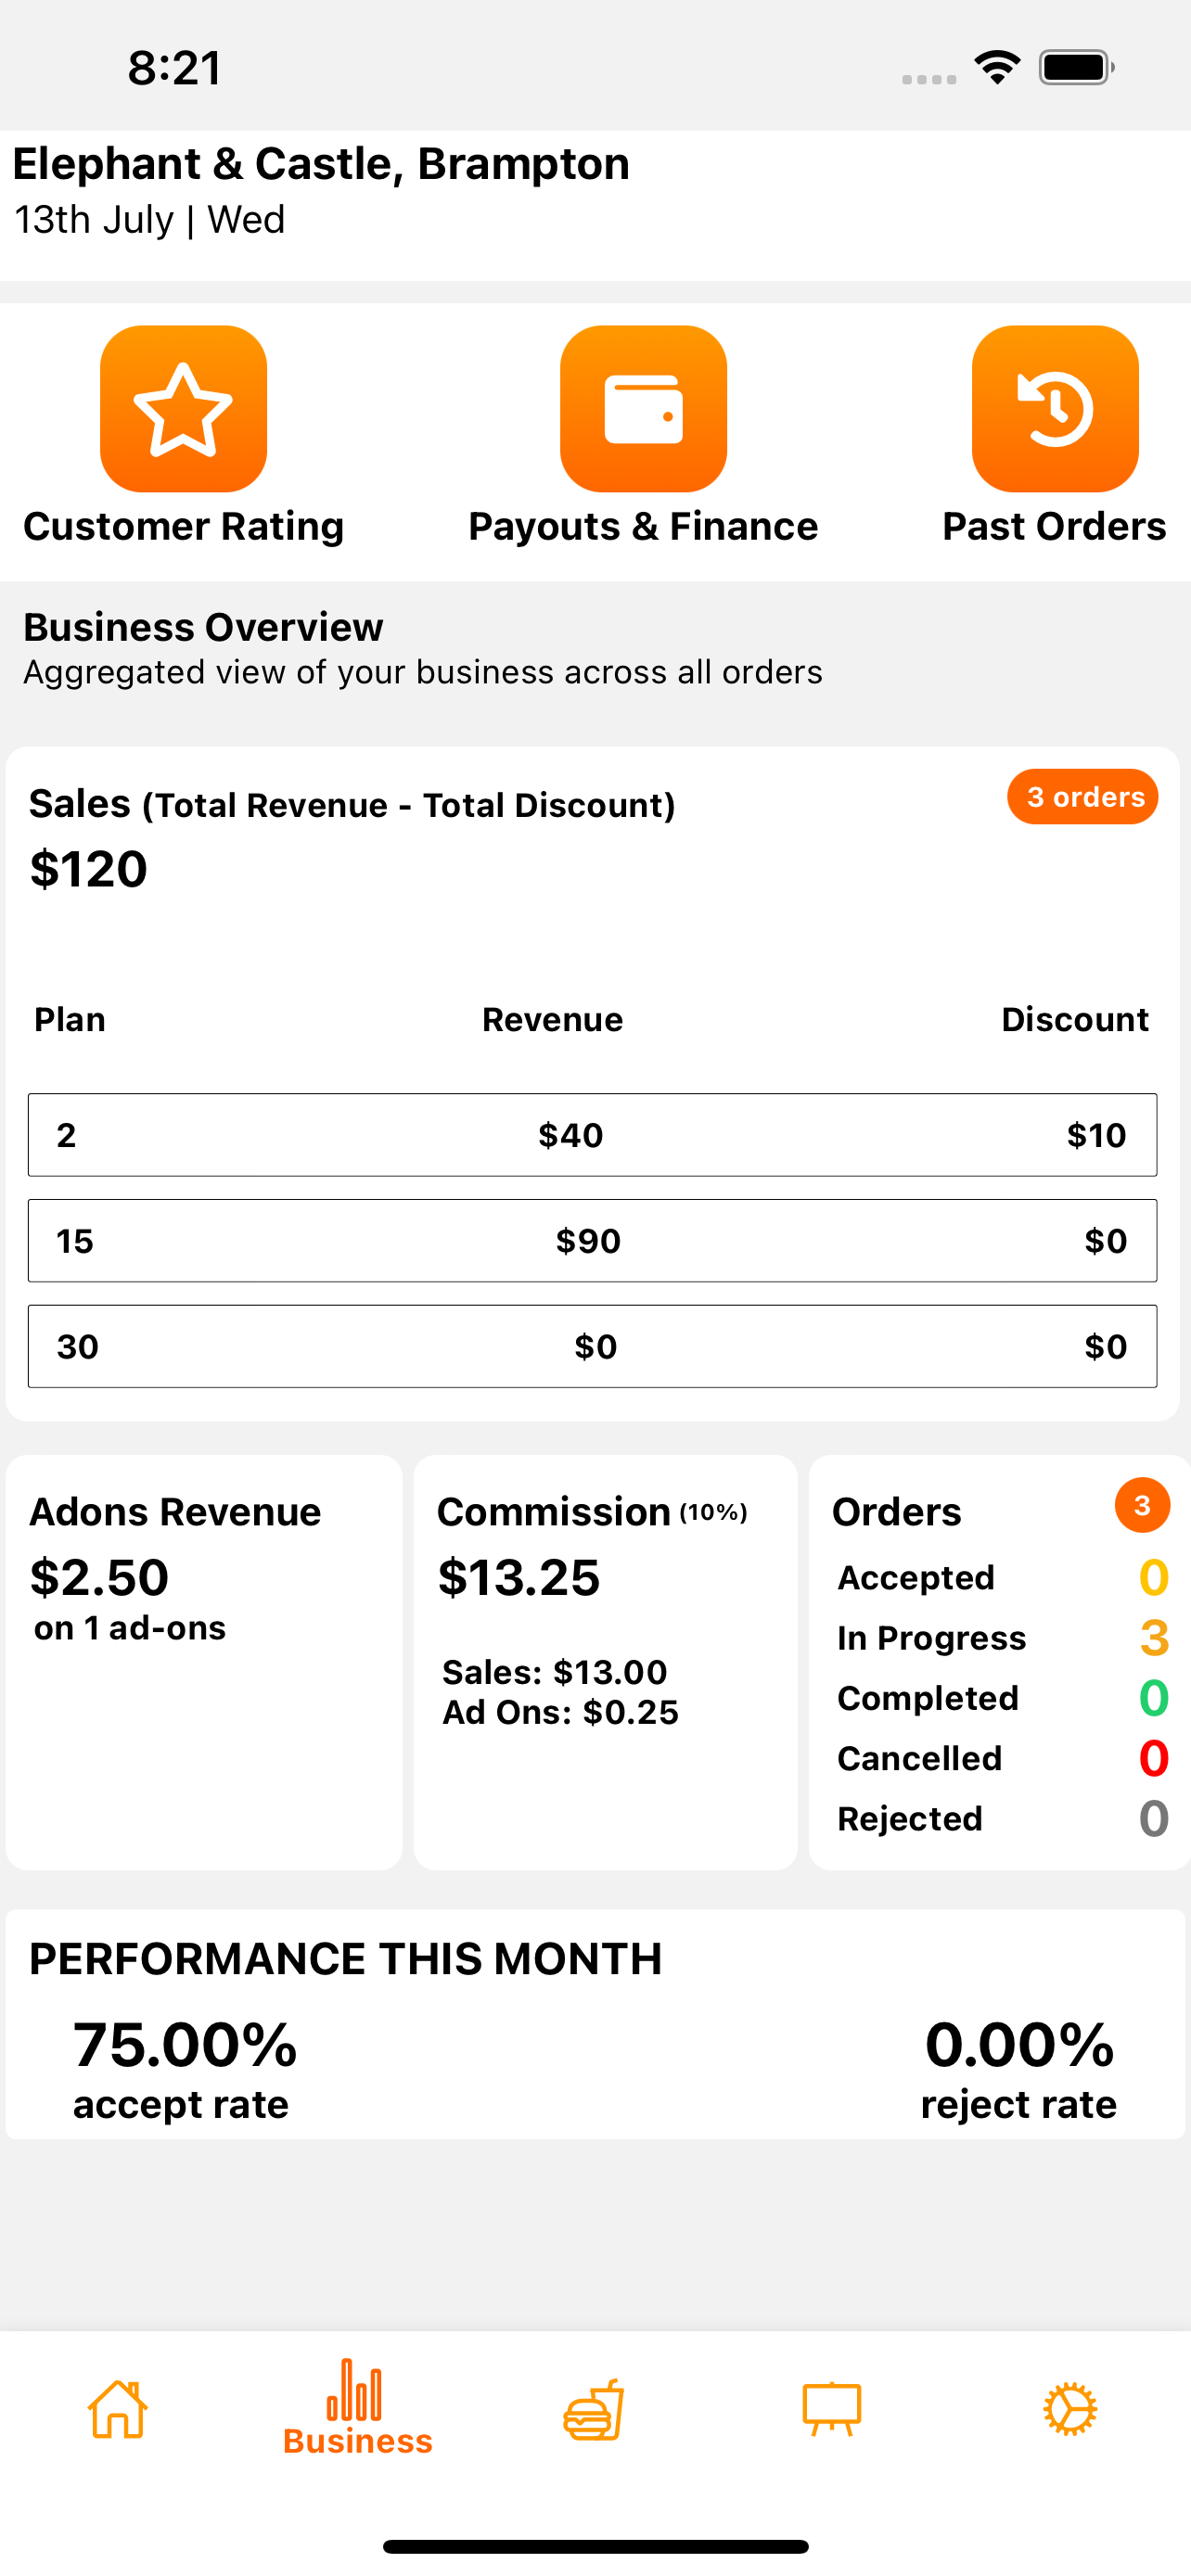 8:21
Elephant & Castle, Brampton
13th July | Wed
Customer Rating Payouts & Finance Past Orders
Business Overview
Aggregated view of your business across all orders
Sales (Total Revenue - Total Discount) 3 orders
$120
Plan Revenue Discount
2 $40 $10
15 $90 $0
30 $0 $0
Adons Revenue
$2.50
on 1 ad-ons
Commission (10%)
$13.25
Sales: $13.00
Ad Ons: $0.25
Orders 3
Accepted 0
In Progress 3
Completed 0
Cancelled 0
Rejected 0
PERFORMANCE THIS MONTH
75.00% 0.00%
accept rate reject rate
Business